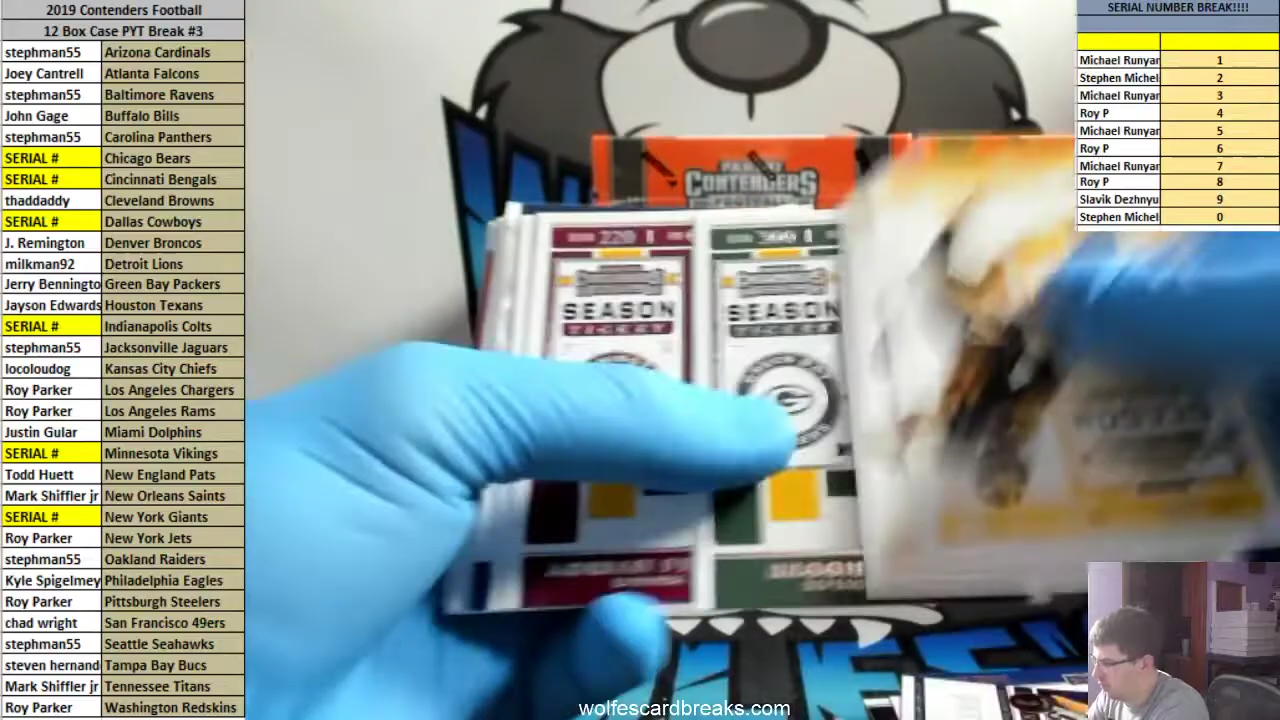 2019 Contenders Football
12 Box Case PYT Break #3
stephman55 Arizona Cardinals
Joey Cantrell Atlanta Falcons
stephman55 Baltimore Ravens
John Gage Buffalo Bills
stephman55 Carolina Panthers
SERIAL # Chicago Bears
SERIAL # Cincinnati Bengals
thaddaddy Cleveland Browns
SERIAL # Dallas Cowboys
J. Remington Denver Broncos
milkman92 Detroit Lions
Jerry Benningto Green Bay Packers
Jayson Edwards Houston Texans
SERIAL # Indianapolis Colts
stephman55 Jacksonville Jaguars
locoloudog Kansas City Chiefs
Roy Parker Los Angeles Chargers
Roy Parker Los Angeles Rams
Justin Gular Miami Dolphins
SERIAL # Minnesota Vikings
Todd Huett New England Pats
Mark Shiffler jr New Orleans Saints
SERIAL # New York Giants
Roy Parker New York Jets
stephman55 Oakland Raiders
Kyle Spigelmey Philadelphia Eagles
Roy Parker Pittsburgh Steelers
chad wright San Francisco 49ers
stephman55 Seattle Seahawks
steven hernand Tampa Bay Bucs
Mark Shiffler jr Tennessee Titans
Roy Parker Washington Redskins
SERIAL NUMBER BREAK!!!!
Michael Runyan 1
Stephen Michel 2
Michael Runyan 3
Roy P 4
Michael Runyan 5
Roy P 6
Michael Runyan 7
Roy P 8
Slavik Dezhnyu 9
Stephen Michel 0
PANINI
CONTENDERS
SEASON
TICKET
SEASON
TICKET
G
REGGI
wolfescardbreaks.com